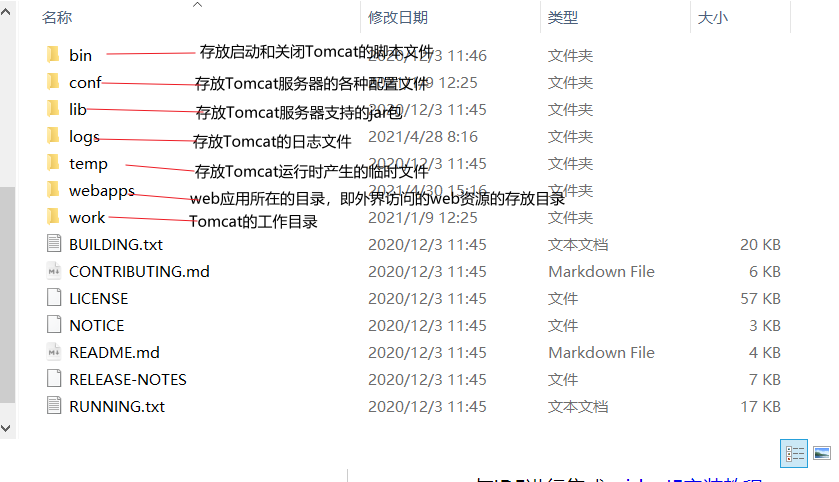 名称 修改日期 类型 大小
bin 存放启动和关闭Tomcat的脚本文件 2020/12/3 11:46 文件夹
conf 存放Tomcat服务器的各种配置文件 2021/1/9 12:25 文件夹
lib 存放Tomcat服务器支持的jar包 2020/12/3 11:45 文件夹
logs 存放Tomcat的日志文件 2021/4/28 8:16 文件夹
temp 存放Tomcat运行时产生的临时文件 2020/12/3 11:45 文件夹
webapps web应用所在的目录，即外界访问的web资源的存放目录 2021/4/30 15:16 文件夹
work Tomcat的工作目录 2021/1/9 12:25 文件夹
BUILDING.txt 2020/12/3 11:45 文本文档 20 KB
CONTRIBUTING.md 2020/12/3 11:45 Markdown File 6 KB
LICENSE 2020/12/3 11:45 文件 57 KB
NOTICE 2020/12/3 11:45 文件 3 KB
README.md 2020/12/3 11:45 Markdown File 4 KB
RELEASE-NOTES 2020/12/3 11:45 文件 7 KB
RUNNING.txt 2020/12/3 11:45 文本文档 17 KB